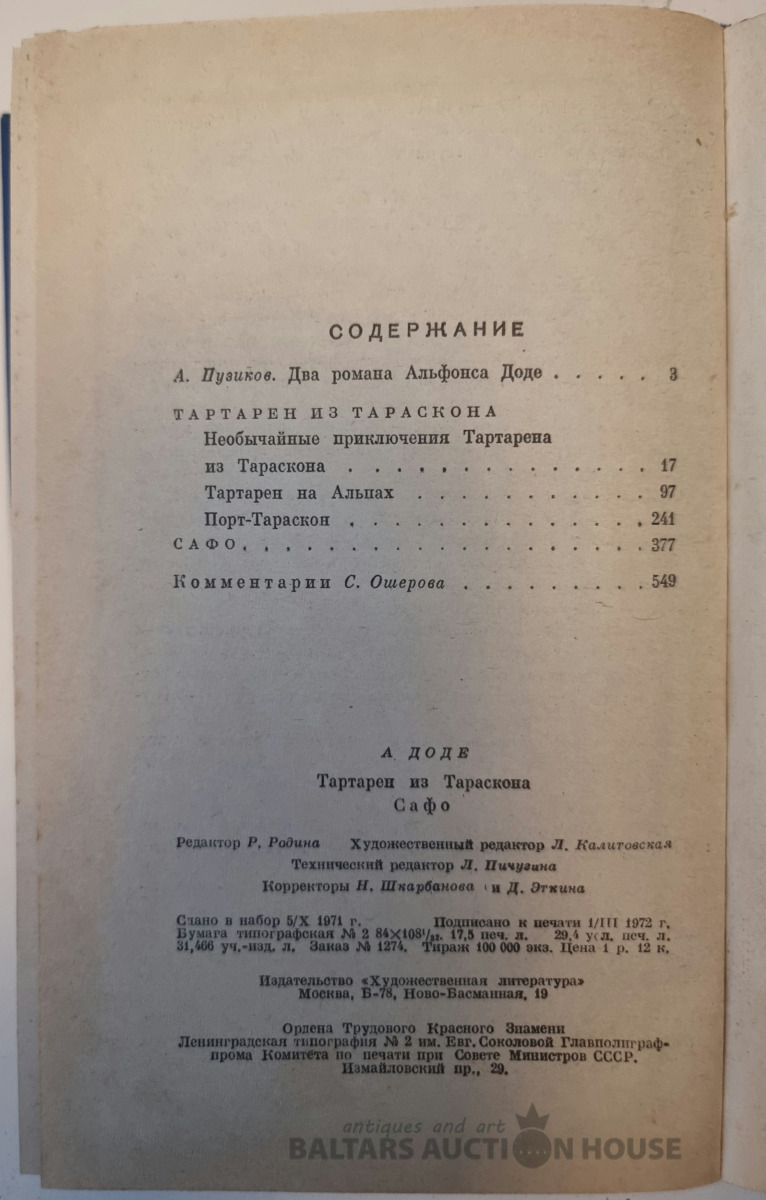 СОДЕРЖАНИЕ
А. Пузиков. Два романа Альфонса Доде . . . . . 3
ТАРТАРЕН ИЗ ТАРАСКОНА
Необычайные приключения Тартарена
из Тараскона . . . . . . . . . . . . . 17
Тартарен на Альпах . . . . . . . . . . 97
Порт-Тараскон . . . . . . . . . . . . . 241
САФО. . . . . . . . . . . . . . . . . . 377
Комментарии С. Ошерова . . . . . . . . 549
А ДОДЕ
Тартарен из Тараскона
Сафо
Редактор Р. Родина Художественный редактор Л. Калитовская
Технический редактор Л. Пичугина
Корректоры Н. Шкарбанова и Д. Эткина
Сдано в набор 5/X 1971 г. Подписано к печати 1/III 1972 г.
Бумага типографская № 2 84×108¹/₃₂. 17,5 печ. л. 29,4 усл. печ. л.
31,466 уч.-изд. л. Заказ № 1274. Тираж 100 000 экз. Цена 1 р. 12 к.
Издательство «Художественная литература»
Москва, Б-78, Ново-Басманная, 19
Ордена Трудового Красного Знамени
Ленинградская типография № 2 им. Евг. Соколовой Главполиграф-
прома Комитета по печати при Совете Министров СССР.
Измайловский пр., 29.
antiques and art
BALTARS AUCTION HOUSE